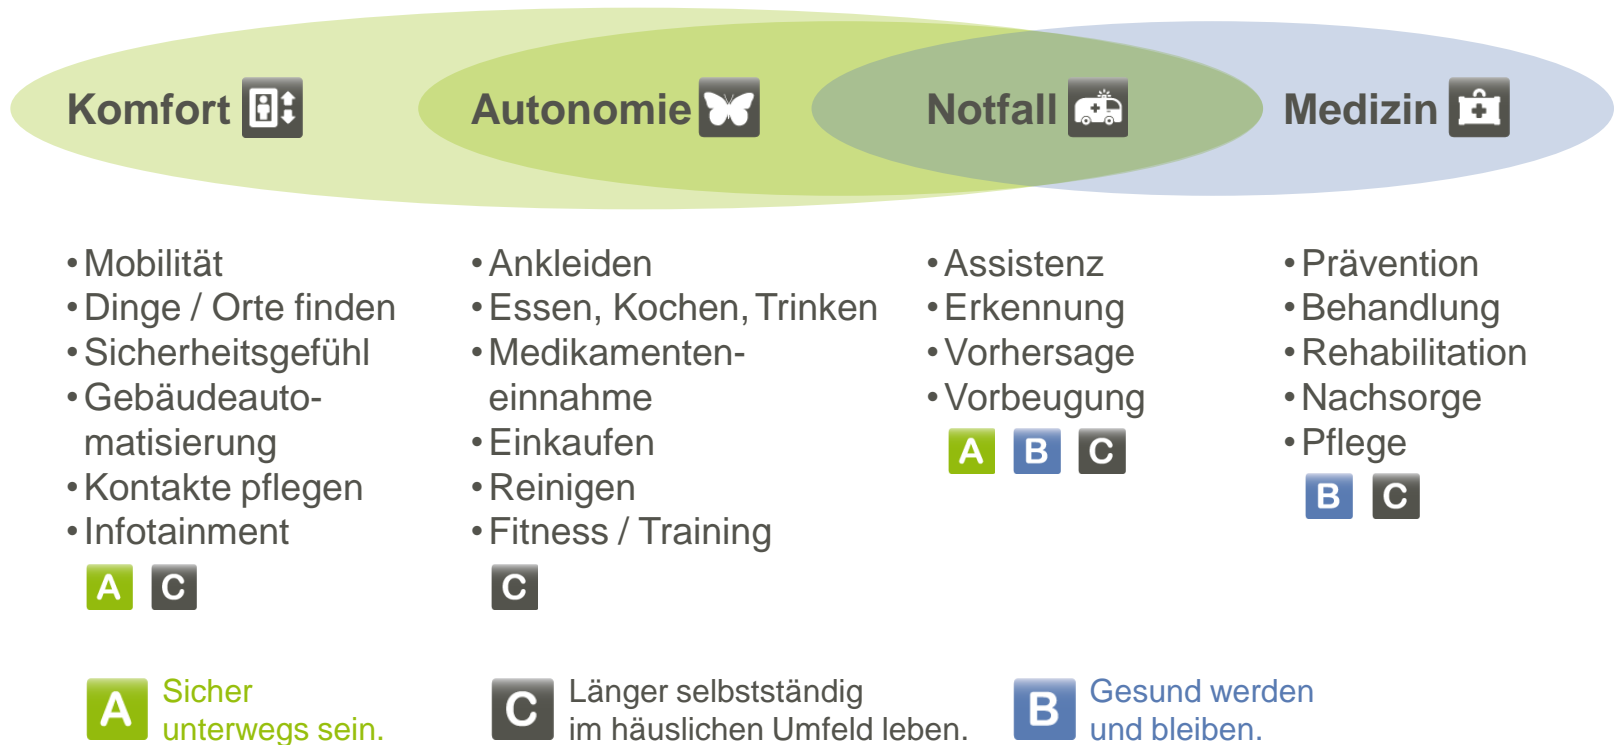 Komfort
Autonomie
Notfall
Medizin
• Mobilität
• Dinge / Orte finden
• Sicherheitsgefühl
• Gebäudeauto-
matisierung
• Kontakte pflegen
• Infotainment
A C
• Ankleiden
• Essen, Kochen, Trinken
• Medikamenten-
einnahme
• Einkaufen
• Reinigen
• Fitness / Training
C
• Assistenz
• Erkennung
• Vorhersage
• Vorbeugung
A B C
• Prävention
• Behandlung
• Rehabilitation
• Nachsorge
• Pflege
B C
A Sicher
unterwegs sein.
C Länger selbstständig
im häuslichen Umfeld leben.
B Gesund werden
und bleiben.